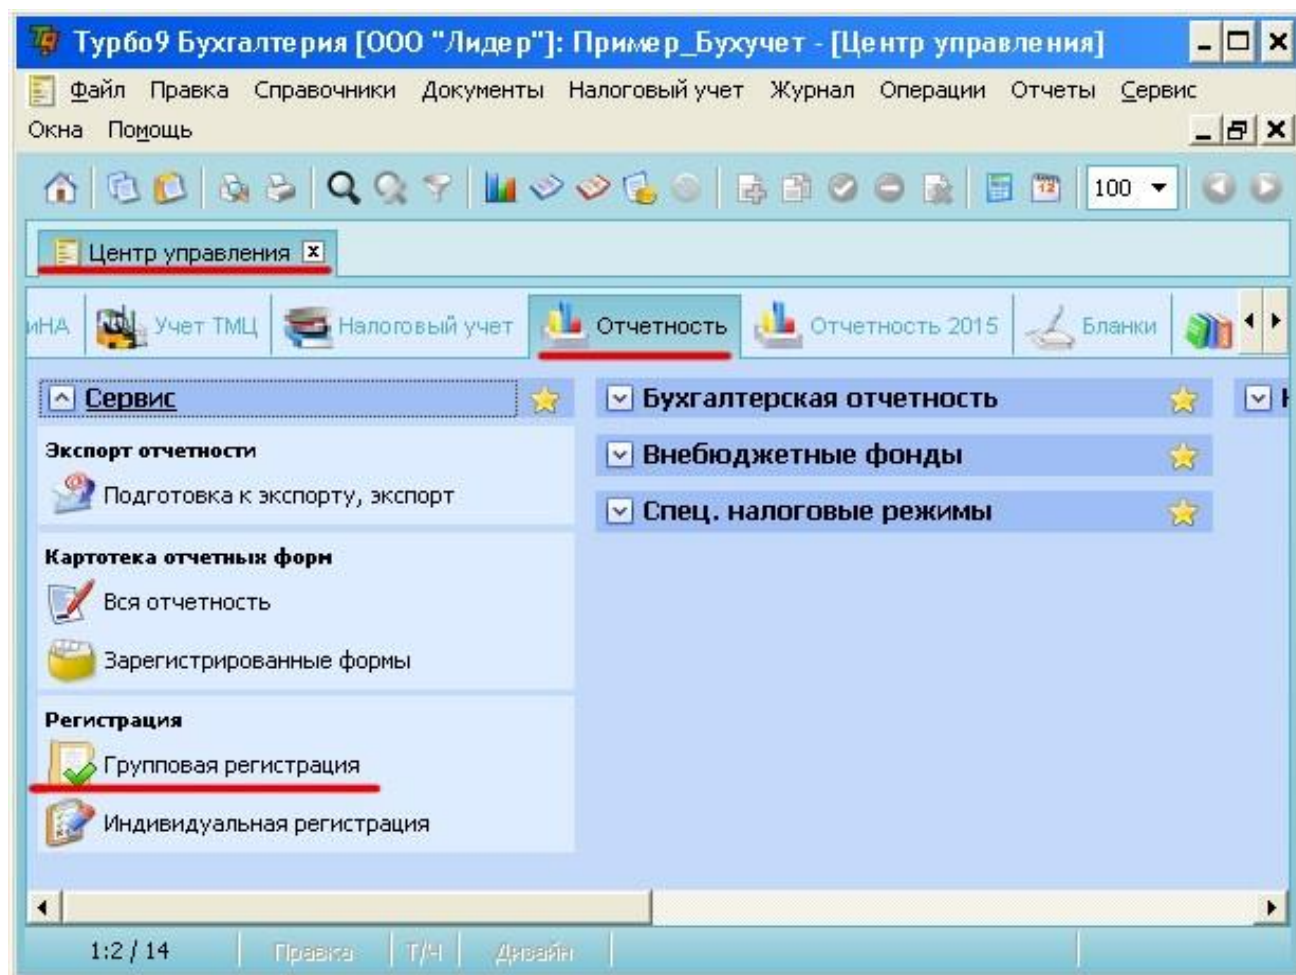 Турбо9 Бухгалтерия [ООО "Лидер"]: Пример_Бухучет - [Центр управления]
Файл Правка Справочники Документы Налоговый учет Журнал Операции Отчеты Сервис
Окна Помощь
100
Центр управления
иНА Учет ТМЦ Налоговый учет Отчетность Отчетность 2015 Бланки
Сервис
Экспорт отчетности
Подготовка к экспорту, экспорт
Картотека отчетных форм
Вся отчетность
Зарегистрированные формы
Регистрация
Групповая регистрация
Индивидуальная регистрация
Бухгалтерская отчетность
Внебюджетные фонды
Спец. налоговые режимы
1:2 / 14 Правка Т/Ч Дизайн